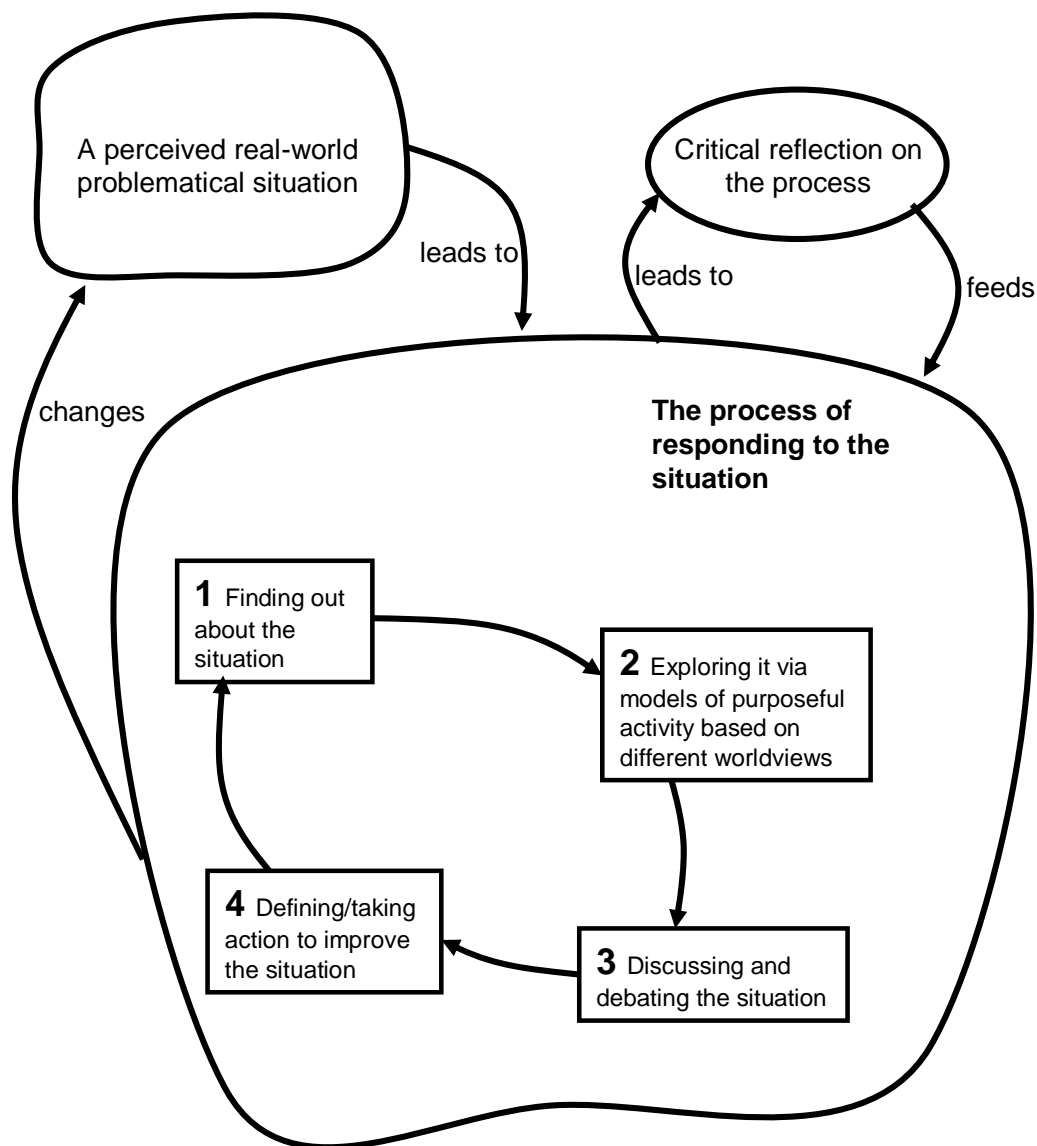 A perceived real-world
problematical situation
Critical reflection on
the process
leads to
leads to
feeds
changes
The process of
responding to the
situation
1 Finding out
about the
situation
2 Exploring it via
models of purposeful
activity based on
different worldviews
4 Defining/taking
action to improve
the situation
3 Discussing and
debating the situation